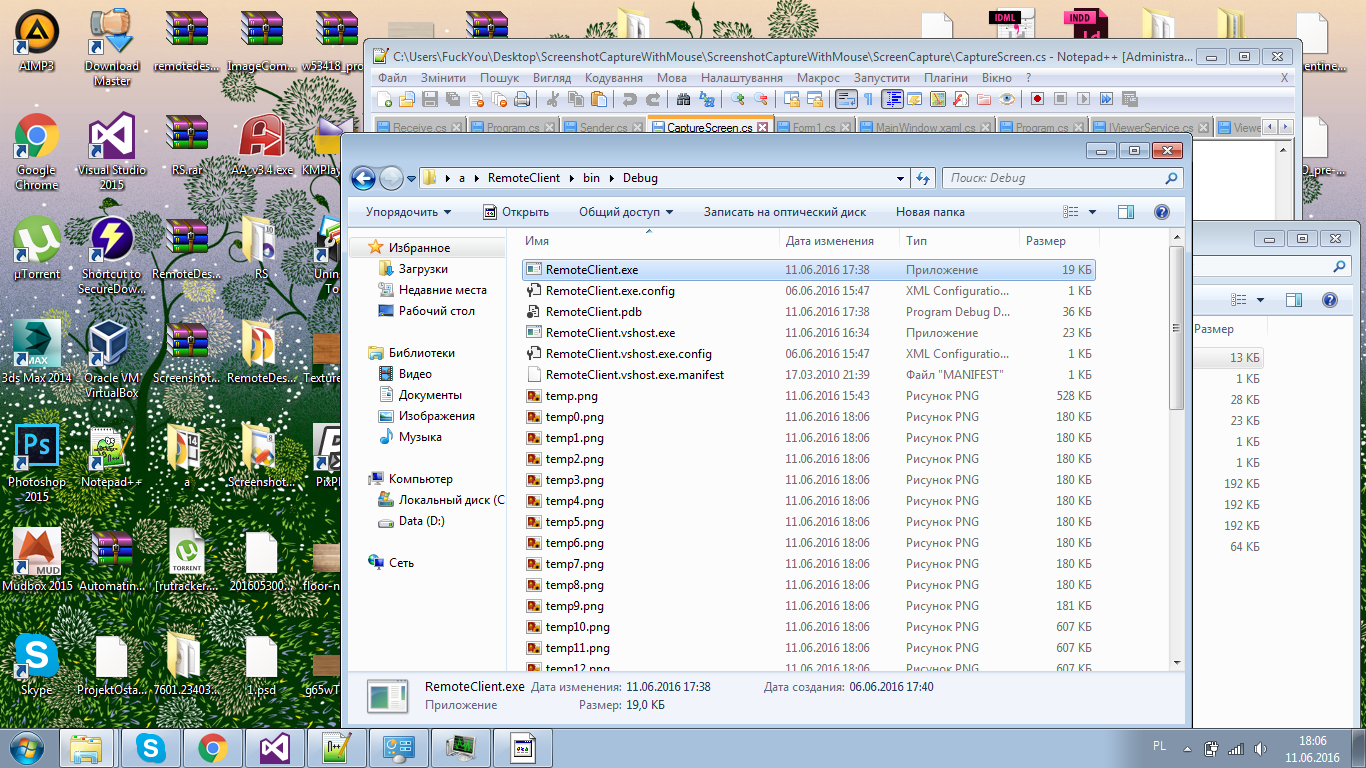 AIMP3
Download Master
remotedes...
ImageCom...
w53418_pro
IDML
INDD
Id
C:\Users\FuckYou\Desktop\ScreenshotCaptureWithMouse\ScreenshotCaptureWithMouse\ScreenCapture\CaptureScreen.cs - Notepad++ [Administra...
Файл Змінити Пошук Вигляд Кодування Мова Налаштування Макрос Запустити Плагіни Вікно ? X
Receive.cs Program.cs Sender.cs CaptureScreen.cs Form1.cs MainWindow.xaml.cs Program.cs IViewerService.cs Viewe
Google Chrome
Visual Studio 2015
RS.rar
AA_v3.4.exe
KMPlay
a RemoteClient bin Debug
Поиск: Debug
Упорядочить Открыть Общий доступ Записать на оптический диск Новая папка
Имя Дата изменения Тип Размер
RemoteClient.exe 11.06.2016 17:38 Приложение 19 КБ
RemoteClient.exe.config 06.06.2016 15:47 XML Configuratio... 1 КБ
RemoteClient.pdb 11.06.2016 17:38 Program Debug D... 36 КБ
RemoteClient.vshost.exe 11.06.2016 16:34 Приложение 23 КБ
RemoteClient.vshost.exe.config 06.06.2016 15:47 XML Configuratio... 1 КБ
RemoteClient.vshost.exe.manifest 17.03.2010 21:39 Файл "MANIFEST" 1 КБ
temp.png 11.06.2016 15:43 Рисунок PNG 528 КБ
temp0.png 11.06.2016 18:06 Рисунок PNG 180 КБ
temp1.png 11.06.2016 18:06 Рисунок PNG 180 КБ
temp2.png 11.06.2016 18:06 Рисунок PNG 180 КБ
temp3.png 11.06.2016 18:06 Рисунок PNG 180 КБ
temp4.png 11.06.2016 18:06 Рисунок PNG 180 КБ
temp5.png 11.06.2016 18:06 Рисунок PNG 180 КБ
temp6.png 11.06.2016 18:06 Рисунок PNG 180 КБ
temp7.png 11.06.2016 18:06 Рисунок PNG 180 КБ
temp8.png 11.06.2016 18:06 Рисунок PNG 180 КБ
temp9.png 11.06.2016 18:06 Рисунок PNG 181 КБ
temp10.png 11.06.2016 18:06 Рисунок PNG 607 КБ
temp11.png 11.06.2016 18:06 Рисунок PNG 607 КБ
temp12.png 11.06.2016 18:06 Рисунок PNG 607 КБ
Избранное
Загрузки
Недавние места
Рабочий стол
Библиотеки
Видео
Документы
Изображения
Музыка
Компьютер
Локальный диск (C
Data (D:)
Сеть
RemoteClient.exe Дата изменения: 11.06.2016 17:38 Дата создания: 06.06.2016 17:40
Приложение Размер: 19,0 КБ
Размер
13 КБ
1 КБ
28 КБ
23 КБ
1 КБ
1 КБ
192 КБ
192 КБ
192 КБ
64 КБ
µTorrent
Shortcut to SecureDow...
RemoteDes...
RS
Unin
To
MAX
3ds Max 2014
Oracle VM VirtualBox
Screenshot...
RemoteDes...
Texture
Ps
Photoshop 2015
Notepad++
a
Screenshot...
PixPl
MUD
Mudbox 2015
Automatin...
TORRENT
[rutracker-...
201605300...
floor-n
Skype
ProjektOsta...
7601.23403...
1.psd
g65wT
PL
18:06
11.06.2016